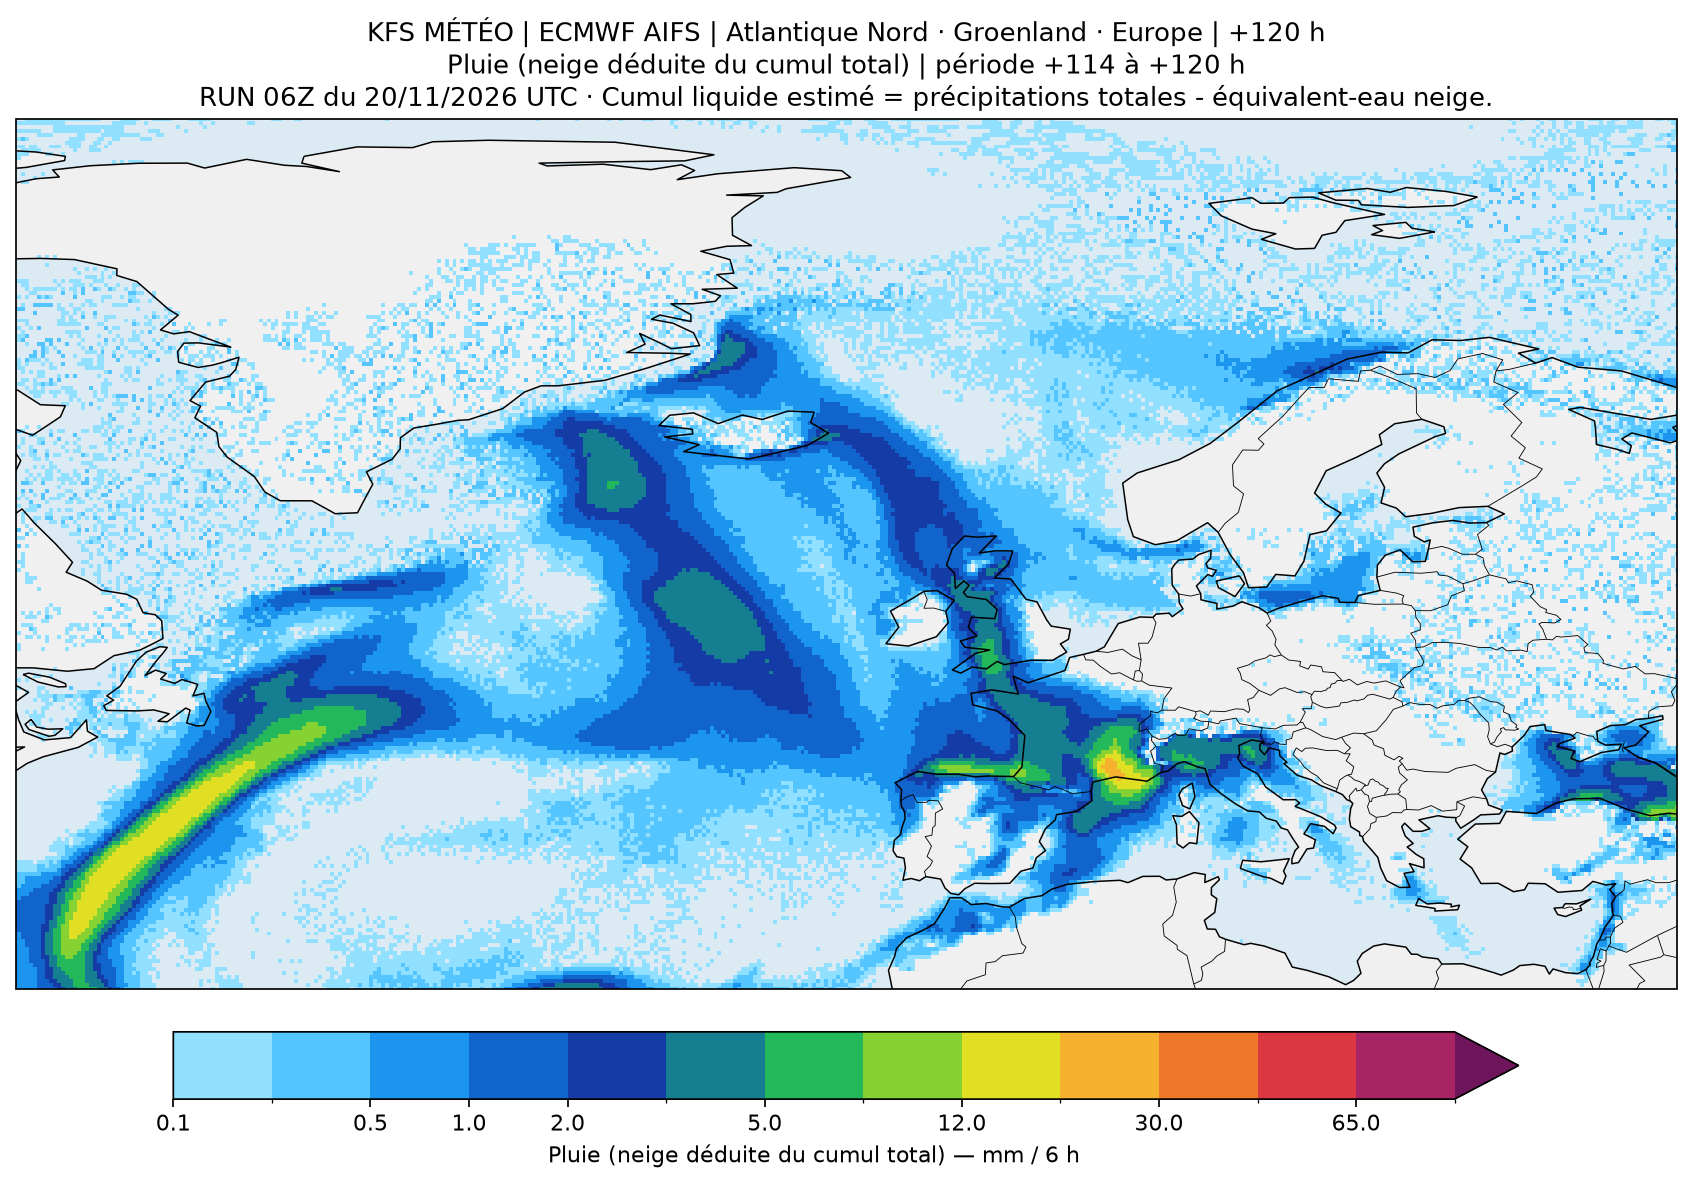 KFS MÉTÉO | ECMWF AIFS | Atlantique Nord · Groenland · Europe | +120 h
Pluie (neige déduite du cumul total) | période +114 à +120 h
RUN 06Z du 20/11/2026 UTC · Cumul liquide estimé = précipitations totales - équivalent-eau neige.
0.1 0.5 1.0 2.0 5.0 12.0 30.0 65.0
Pluie (neige déduite du cumul total) — mm / 6 h